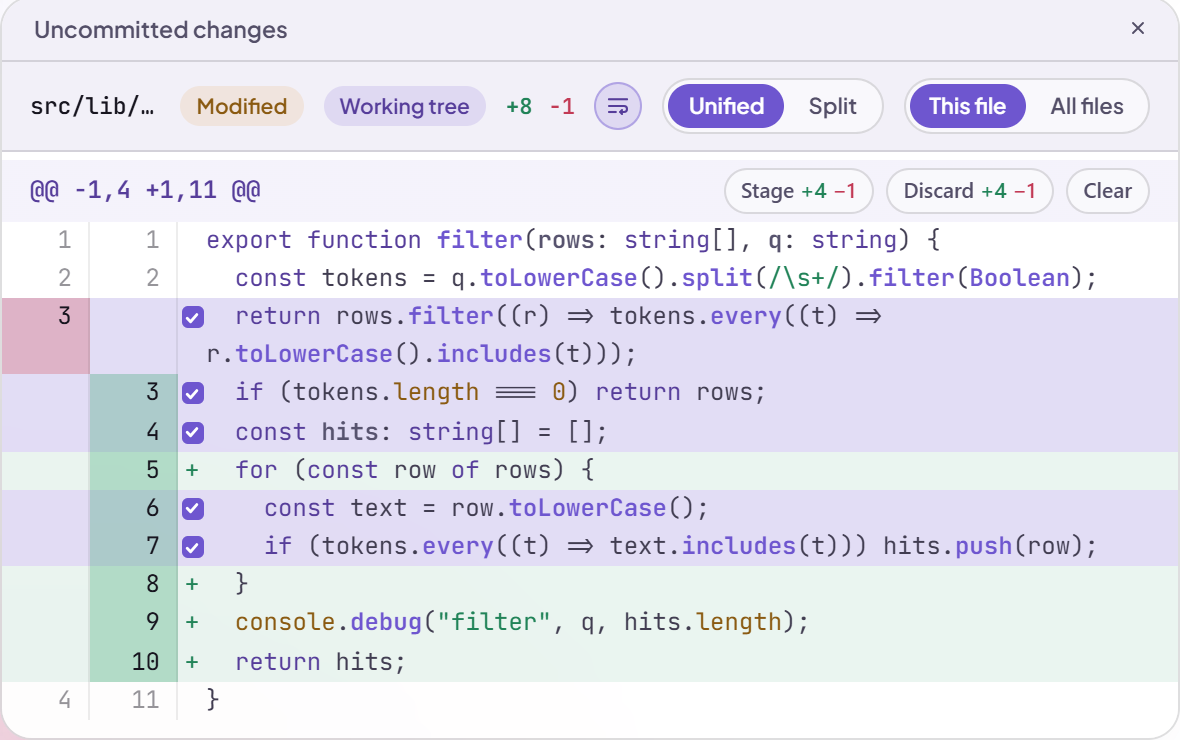 Uncommitted changes ×
src/lib/… Modified Working tree +8 -1 Unified Split This file All files
@@ -1,4 +1,11 @@ Stage +4 −1 Discard +4 −1 Clear
1 1 export function filter(rows: string[], q: string) {
2 2 const tokens = q.toLowerCase().split(/\s+/).filter(Boolean);
3 return rows.filter((r) => tokens.every((t) =>
r.toLowerCase().includes(t)));
3 if (tokens.length === 0) return rows;
4 const hits: string[] = [];
5 + for (const row of rows) {
6 const text = row.toLowerCase();
7 if (tokens.every((t) => text.includes(t))) hits.push(row);
8 + }
9 + console.debug("filter", q, hits.length);
10 + return hits;
4 11 }